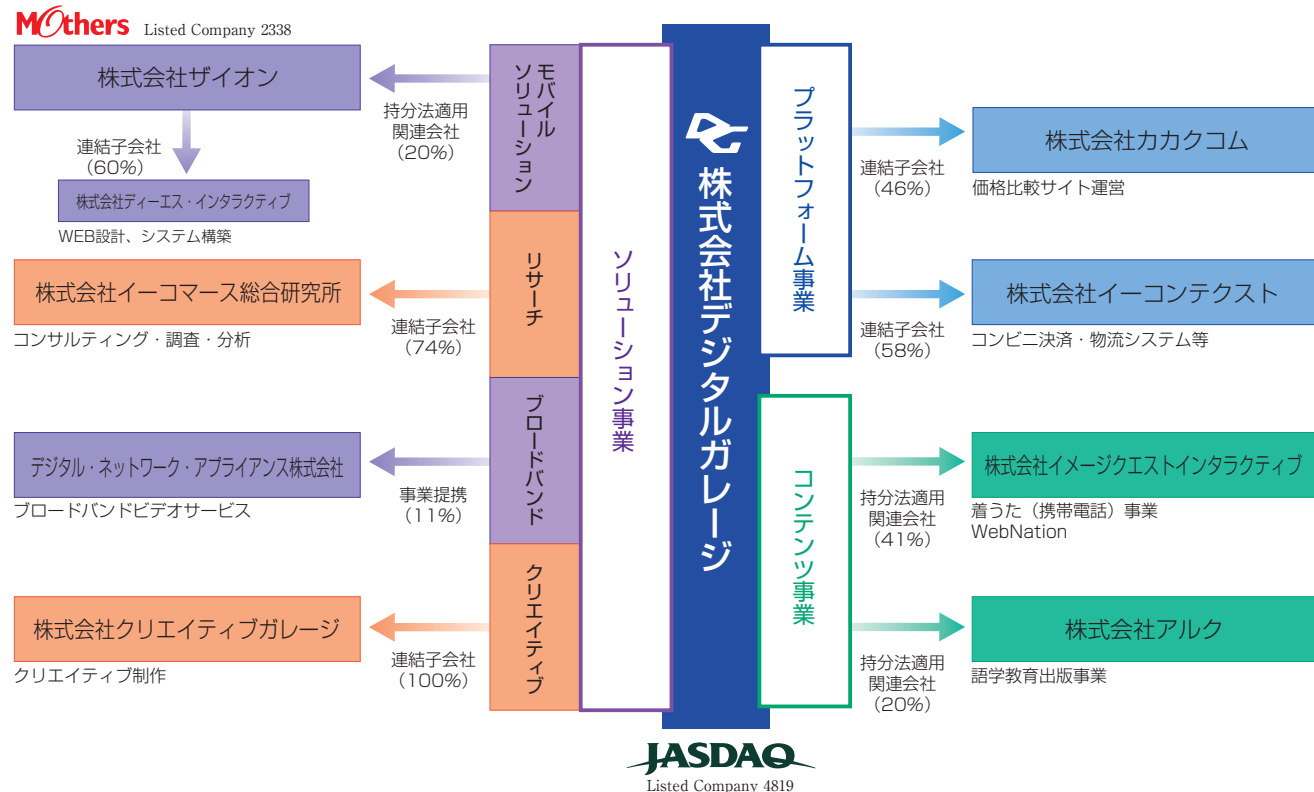 Mothers Listed Company 2338
株式会社ザイオン
持分法適用
関連会社
(20%)
連結子会社
(60%)
株式会社ディーエス・インタラクティブ
WEB設計、システム構築
株式会社イーコマース総合研究所
コンサルティング・調査・分析
連結子会社
(74%)
デジタル・ネットワーク・アプライアンス株式会社
ブロードバンドビデオサービス
事業提携
(11%)
株式会社クリエイティブガレージ
クリエイティブ制作
連結子会社
(100%)
モバイル
ソリューション
リサーチ
ブロードバンド
クリエイティブ
ソリューション事業
DG
株式会社デジタルガレージ
プラットフォーム事業
コンテンツ事業
連結子会社
(46%)
株式会社カカクコム
価格比較サイト運営
連結子会社
(58%)
株式会社イーコンテクスト
コンビニ決済・物流システム等
持分法適用
関連会社
(41%)
株式会社イメージクエストインタラクティブ
着うた（携帯電話）事業
WebNation
持分法適用
関連会社
(20%)
株式会社アルク
語学教育出版事業
JASDAQ
Listed Company 4819